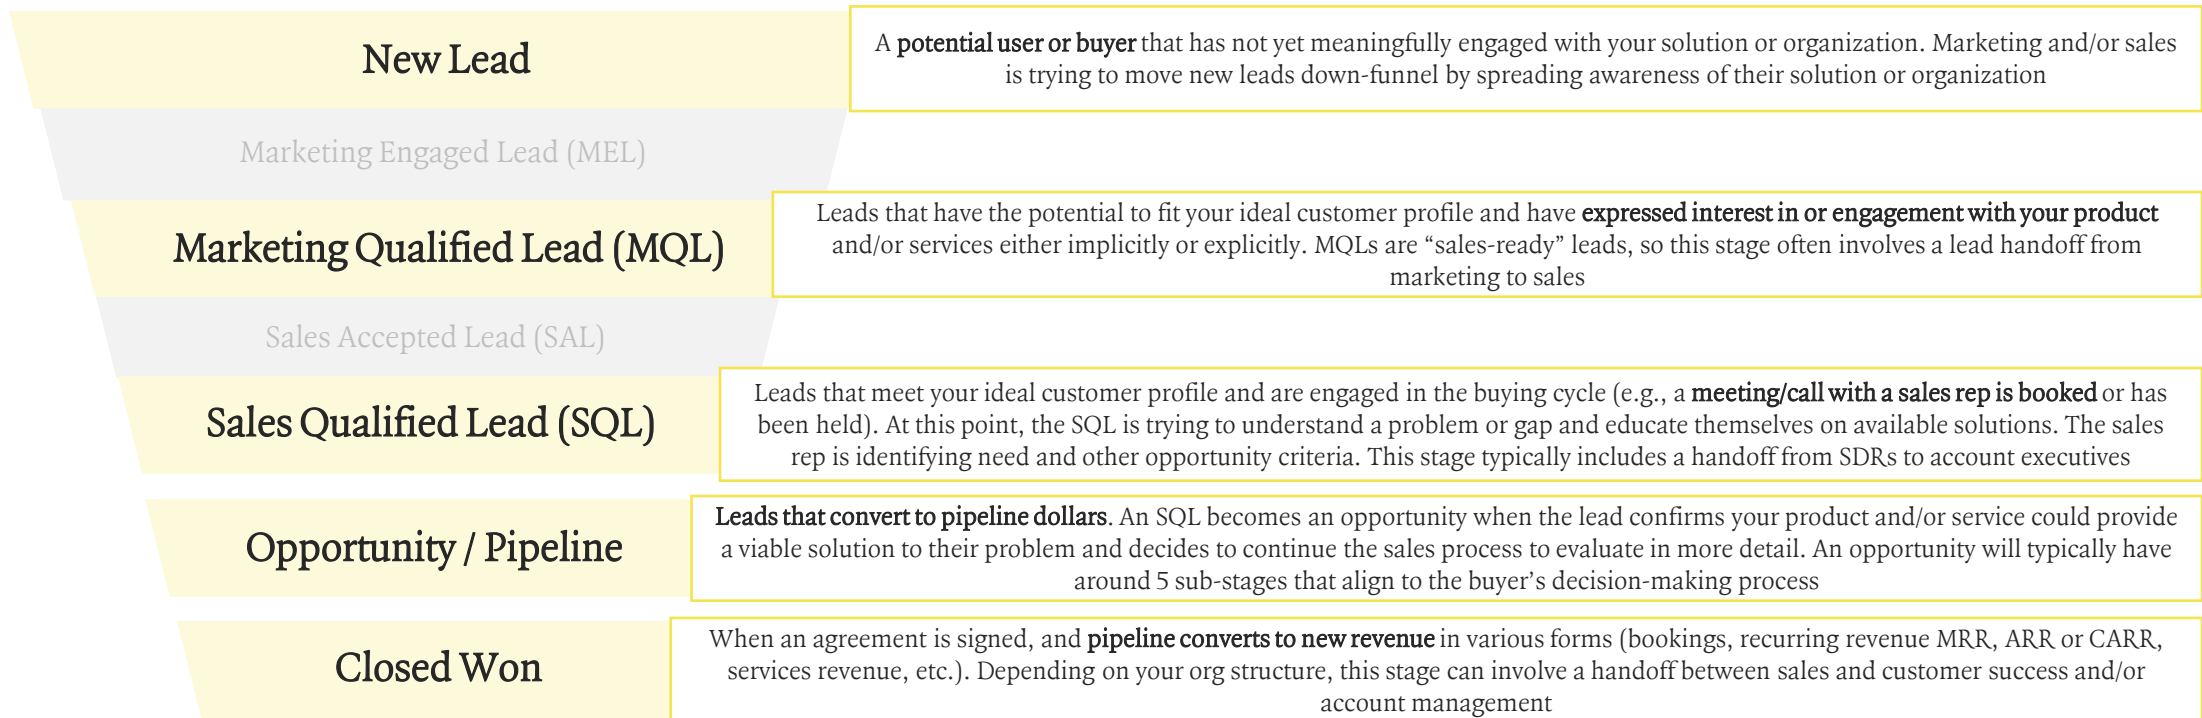 New Lead
A potential user or buyer that has not yet meaningfully engaged with your solution or organization. Marketing and/or sales
is trying to move new leads down-funnel by spreading awareness of their solution or organization
Marketing Engaged Lead (MEL)
Marketing Qualified Lead (MQL)
Leads that have the potential to fit your ideal customer profile and have expressed interest in or engagement with your product
and/or services either implicitly or explicitly. MQLs are “sales-ready” leads, so this stage often involves a lead handoff from
marketing to sales
Sales Accepted Lead (SAL)
Sales Qualified Lead (SQL)
Leads that meet your ideal customer profile and are engaged in the buying cycle (e.g., a meeting/call with a sales rep is booked or has
been held). At this point, the SQL is trying to understand a problem or gap and educate themselves on available solutions. The sales
rep is identifying need and other opportunity criteria. This stage typically includes a handoff from SDRs to account executives
Opportunity / Pipeline
Leads that convert to pipeline dollars. An SQL becomes an opportunity when the lead confirms your product and/or service could provide
a viable solution to their problem and decides to continue the sales process to evaluate in more detail. An opportunity will typically have
around 5 sub-stages that align to the buyer’s decision-making process
Closed Won
When an agreement is signed, and pipeline converts to new revenue in various forms (bookings, recurring revenue MRR, ARR or CARR,
services revenue, etc.). Depending on your org structure, this stage can involve a handoff between sales and customer success and/or
account management